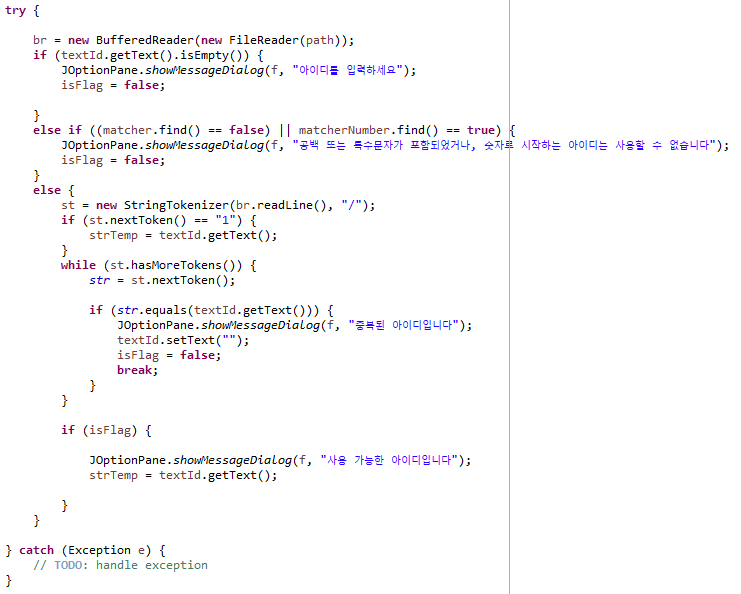 try {
br = new BufferedReader(new FileReader(path));
if (textId.getText().isEmpty()) {
JOptionPane.showMessageDialog(f, "아이디를 입력하세요");
isFlag = false;
}
else if ((matcher.find() == false) || matcherNumber.find() == true) {
JOptionPane.showMessageDialog(f, "공백 또는 특수문자가 포함되었거나, 숫자로 시작하는 아이디는 사용할 수 없습니다");
isFlag = false;
}
else {
st = new StringTokenizer(br.readLine(), "/");
if (st.nextToken() == "1") {
strTemp = textId.getText();
}
while (st.hasMoreTokens()) {
str = st.nextToken();
if (str.equals(textId.getText())) {
JOptionPane.showMessageDialog(f, "중복된 아이디입니다");
textId.setText("");
isFlag = false;
break;
}
}
if (isFlag) {
JOptionPane.showMessageDialog(f, "사용 가능한 아이디입니다");
strTemp = textId.getText();
}
}
} catch (Exception e) {
// TODO: handle exception
}